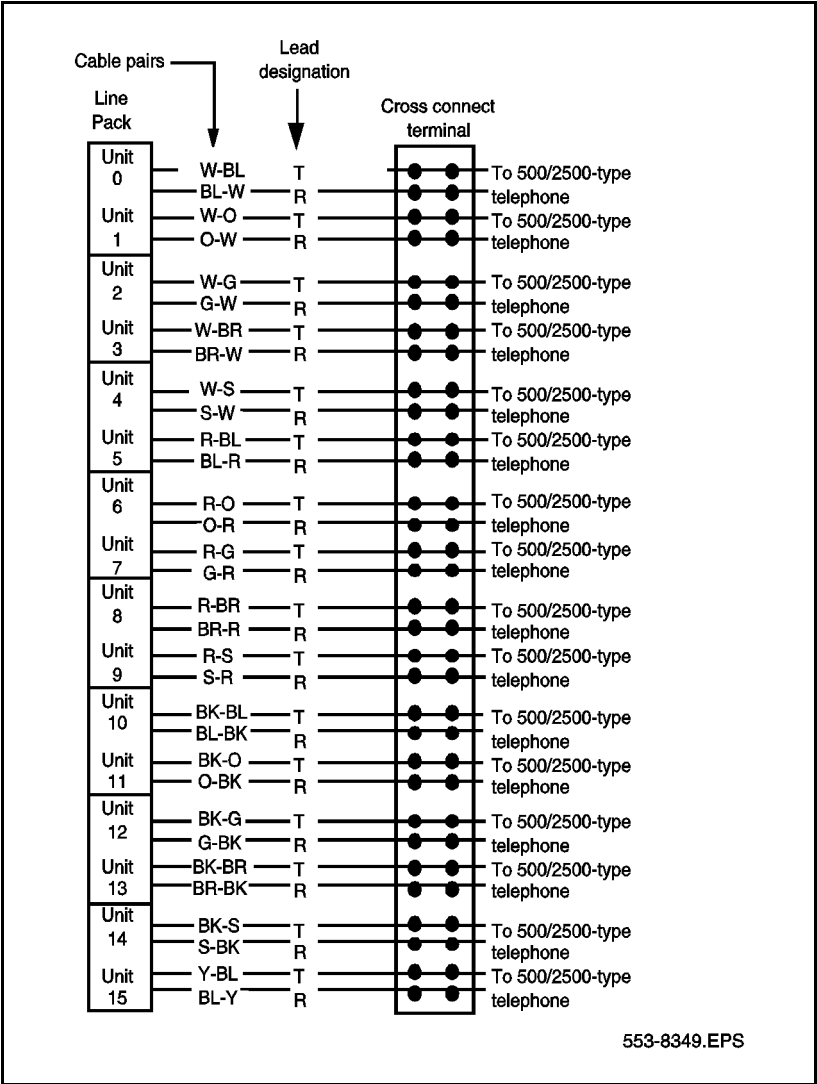 Cable pairs
Lead
designation
Line
Pack
Cross connect
terminal
Unit
0
W-BL T To 500/2500-type
BL-W R telephone
Unit
1
W-O T To 500/2500-type
O-W R telephone
Unit
2
W-G T To 500/2500-type
G-W R telephone
Unit
3
W-BR T To 500/2500-type
BR-W R telephone
Unit
4
W-S T To 500/2500-type
S-W R telephone
Unit
5
R-BL T To 500/2500-type
BL-R R telephone
Unit
6
R-O T To 500/2500-type
O-R R telephone
Unit
7
R-G T To 500/2500-type
G-R R telephone
Unit
8
R-BR T To 500/2500-type
BR-R R telephone
Unit
9
R-S T To 500/2500-type
S-R R telephone
Unit
10
BK-BL T To 500/2500-type
BL-BK R telephone
Unit
11
BK-O T To 500/2500-type
O-BK R telephone
Unit
12
BK-G T To 500/2500-type
G-BK R telephone
Unit
13
BK-BR T To 500/2500-type
BR-BK R telephone
Unit
14
BK-S T To 500/2500-type
S-BK R telephone
Unit
15
Y-BL T To 500/2500-type
BL-Y R telephone
553-8349.EPS